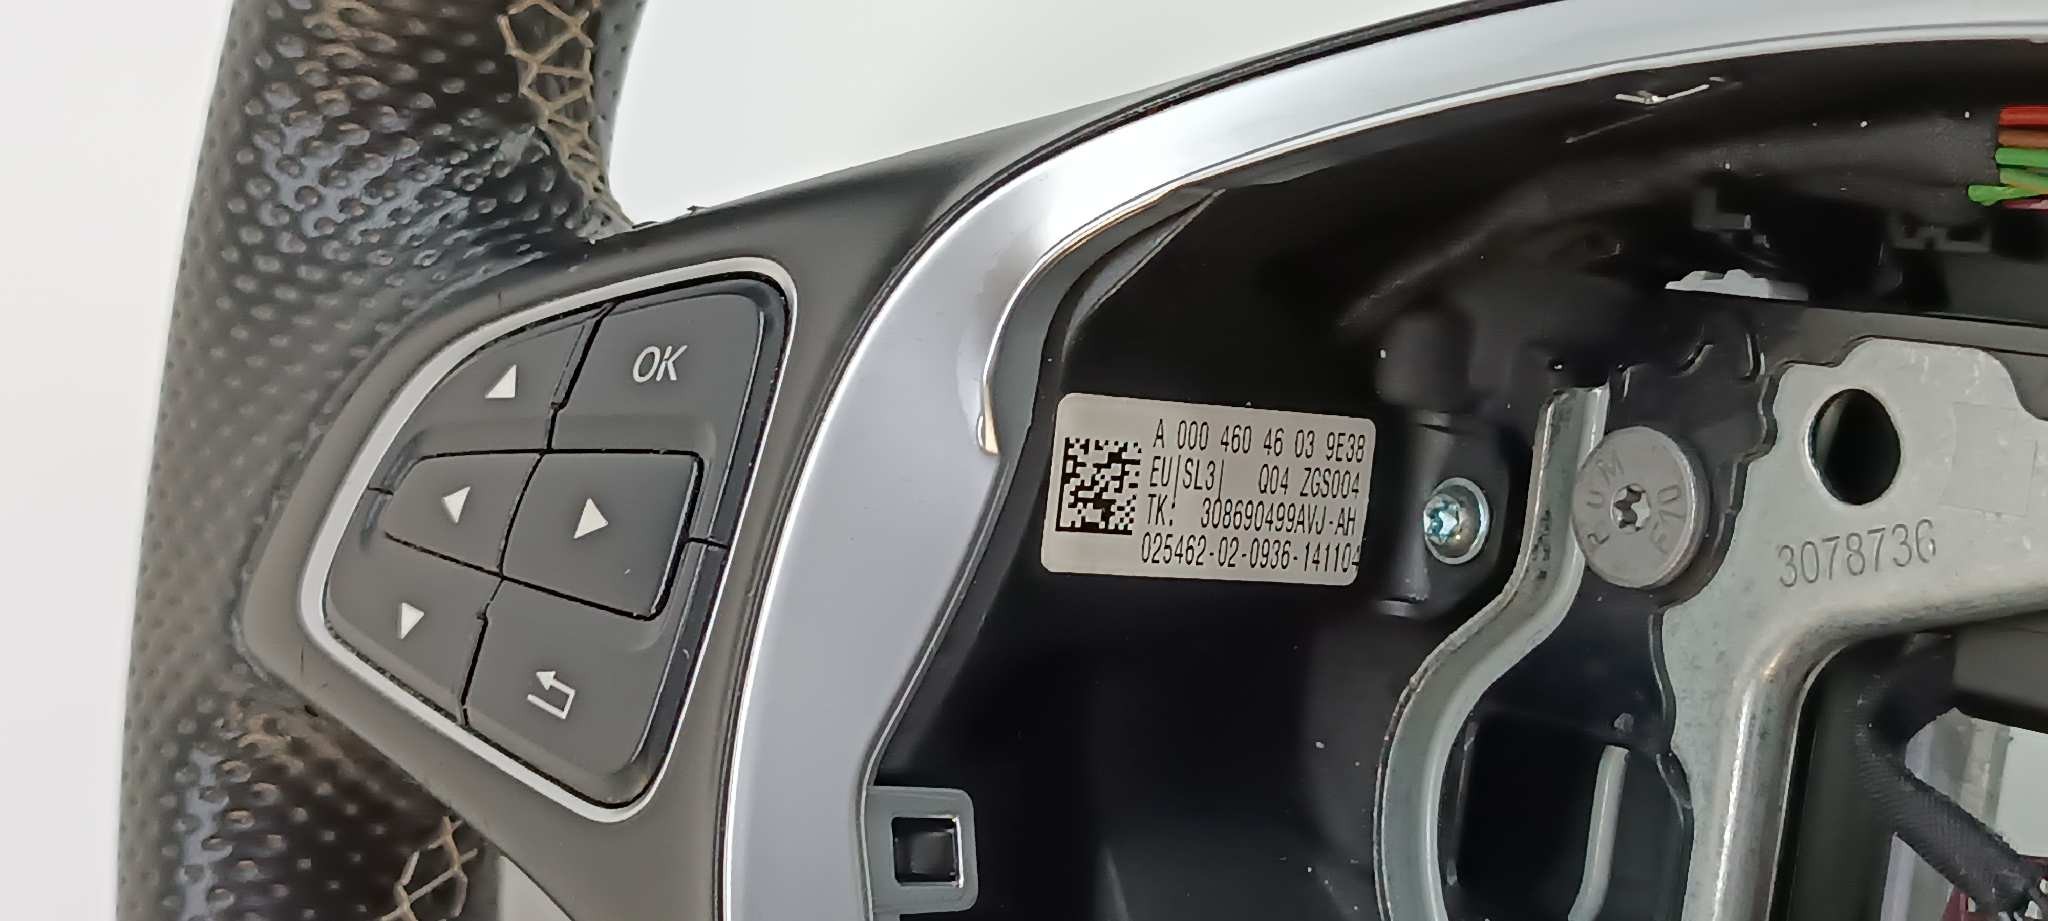 OK
A 000 460 46 03 9E38
EU|SL3| Q04 ZGS004
TK: 308690499AVJ-AH
025462-02-0936-141104
3078736